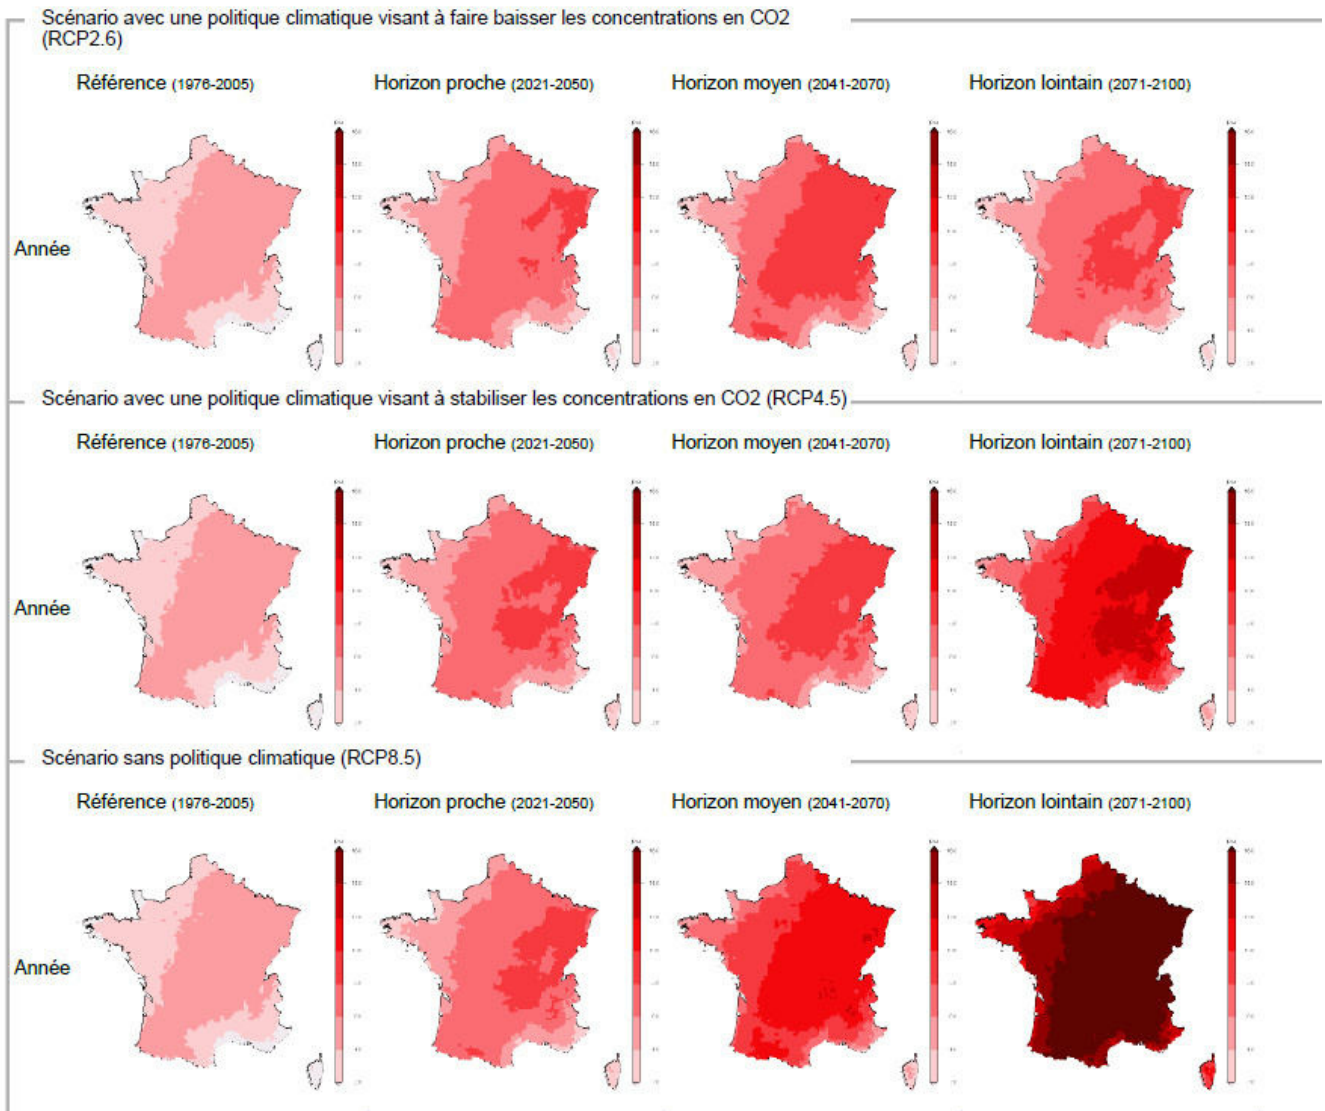 Scénario avec une politique climatique visant à faire baisser les concentrations en CO2
(RCP2.6)
Référence (1976-2005) Horizon proche (2021-2050) Horizon moyen (2041-2070) Horizon lointain (2071-2100)
Année
Scénario avec une politique climatique visant à stabiliser les concentrations en CO2 (RCP4.5)
Référence (1976-2005) Horizon proche (2021-2050) Horizon moyen (2041-2070) Horizon lointain (2071-2100)
Année
Scénario sans politique climatique (RCP8.5)
Référence (1976-2005) Horizon proche (2021-2050) Horizon moyen (2041-2070) Horizon lointain (2071-2100)
Année